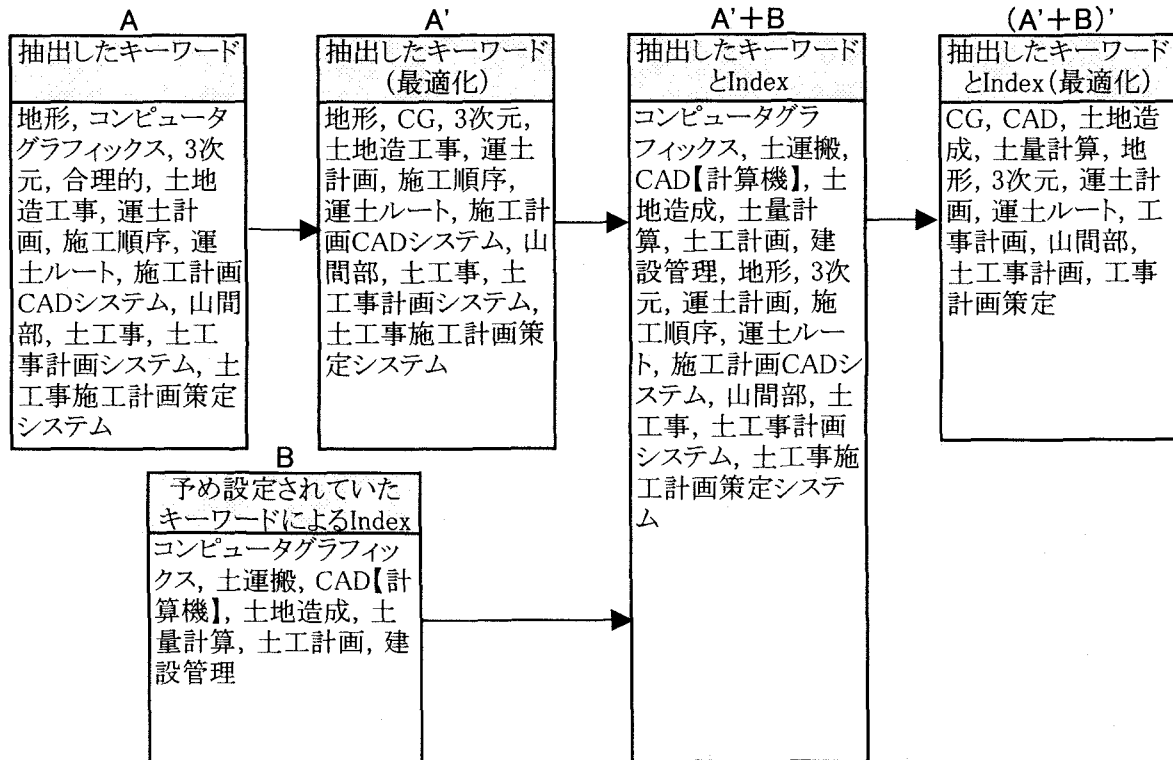 A
抽出したキーワード
地形, コンピュータ
グラフィックス, 3次
元, 合理的, 土地
造工事, 運土計
画, 施工順序, 運
土ルート, 施工計画
CADシステム, 山間
部, 土工事, 土工
事計画システム, 土
工事施工計画策定
システム
A'
抽出したキーワード
(最適化)
地形, CG, 3次元,
土地造工事, 運土
計画, 施工順序,
運土ルート, 施工計
画CADシステム, 山
間部, 土工事, 土
工事計画システム,
土工事施工計画策
定システム
B
予め設定されていた
キーワードによるIndex
コンピュータグラフィッ
クス, 土運搬, CAD【計
算機】, 土地造成, 土
量計算, 土工計画, 建
設管理
A'+B
抽出したキーワード
とIndex
コンピュータグラ
フィックス, 土運搬,
CAD【計算機】, 土
地造成, 土量計
算, 土工計画, 建
設管理, 地形, 3次
元, 運土計画, 施
工順序, 運土ルー
ト, 施工計画CADシ
ステム, 山間部, 土
工事, 土工事計画
システム, 土工事施
工計画策定システ
ム
(A'+B)'
抽出したキーワード
とIndex(最適化)
CG, CAD, 土地造
成, 土量計算, 地
形, 3次元, 運土計
画, 運土ルート, 工
事計画, 山間部,
土工事計画, 工事
計画策定